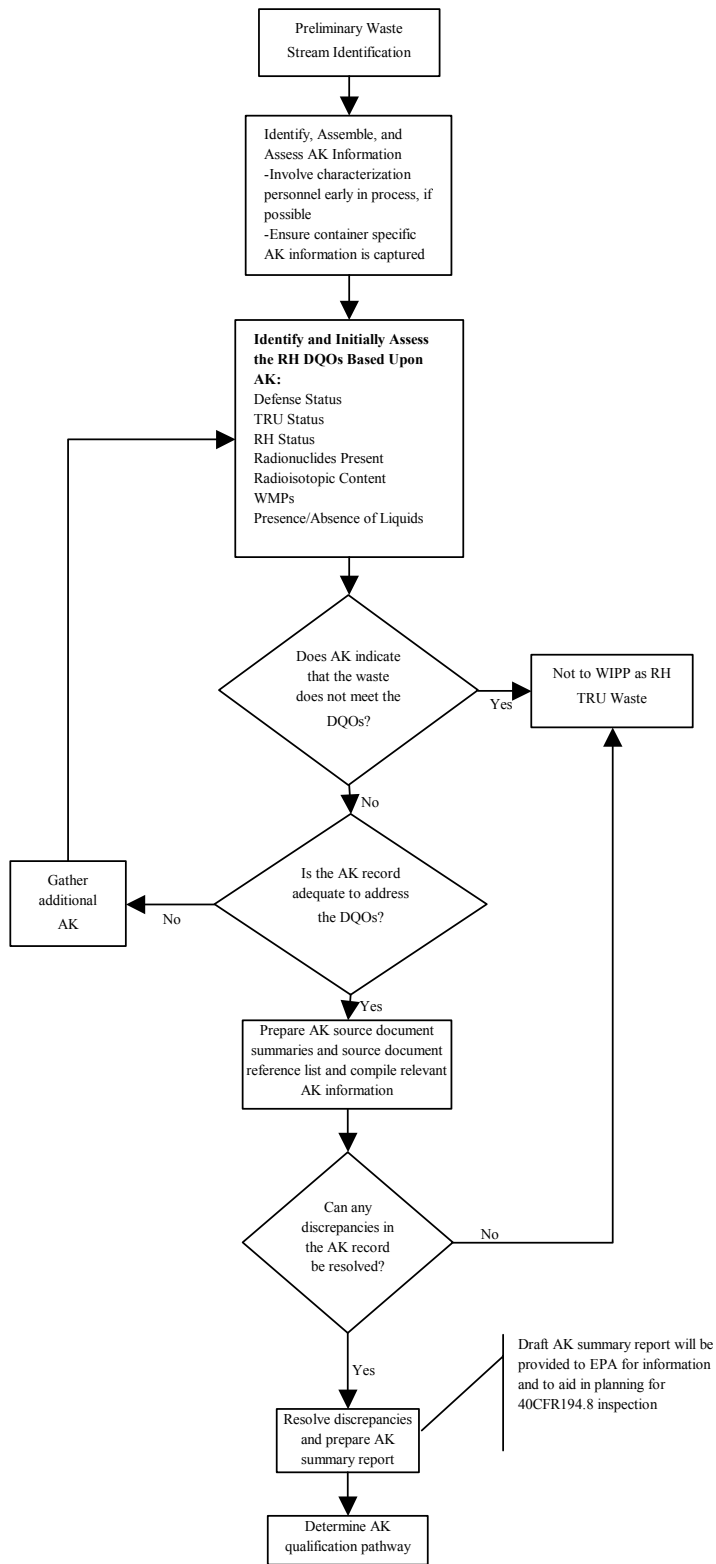 Preliminary Waste
Stream Identification
Identify, Assemble, and
Assess AK Information
-Involve characterization
personnel early in process, if
possible
-Ensure container specific
AK information is captured
Identify and Initially Assess
the RH DQOs Based Upon
AK:
Defense Status
TRU Status
RH Status
Radionuclides Present
Radioisotopic Content
WMPs
Presence/Absence of Liquids
Does AK indicate
that the waste
does not meet the
DQOs?
Yes
Not to WIPP as RH
TRU Waste
No
Is the AK record
adequate to address
the DQOs?
No
Gather
additional
AK
Yes
Prepare AK source document
summaries and source document
reference list and compile relevant
AK information
Can any
discrepancies in
the AK record
be resolved?
No
Yes
Draft AK summary report will be
provided to EPA for information
and to aid in planning for
40CFR194.8 inspection
Resolve discrepancies
and prepare AK
summary report
Determine AK
qualification pathway